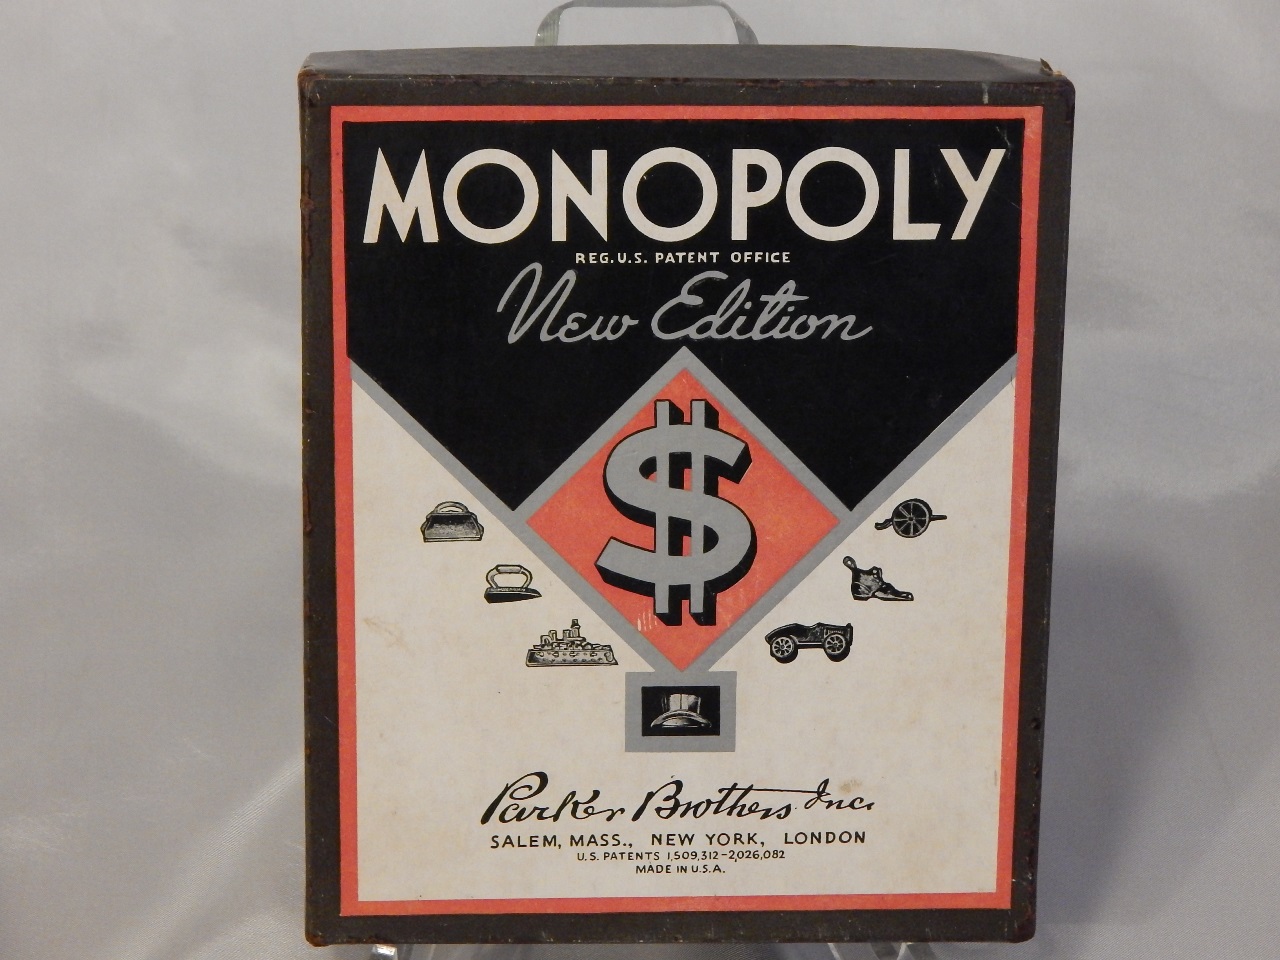 MONOPOLY
REG. U.S. PATENT OFFICE
New Edition
$
Parker Brothers Inc.
SALEM, MASS., NEW YORK, LONDON
U.S. PATENTS 1,509,312-2,026,082
MADE IN U.S.A.